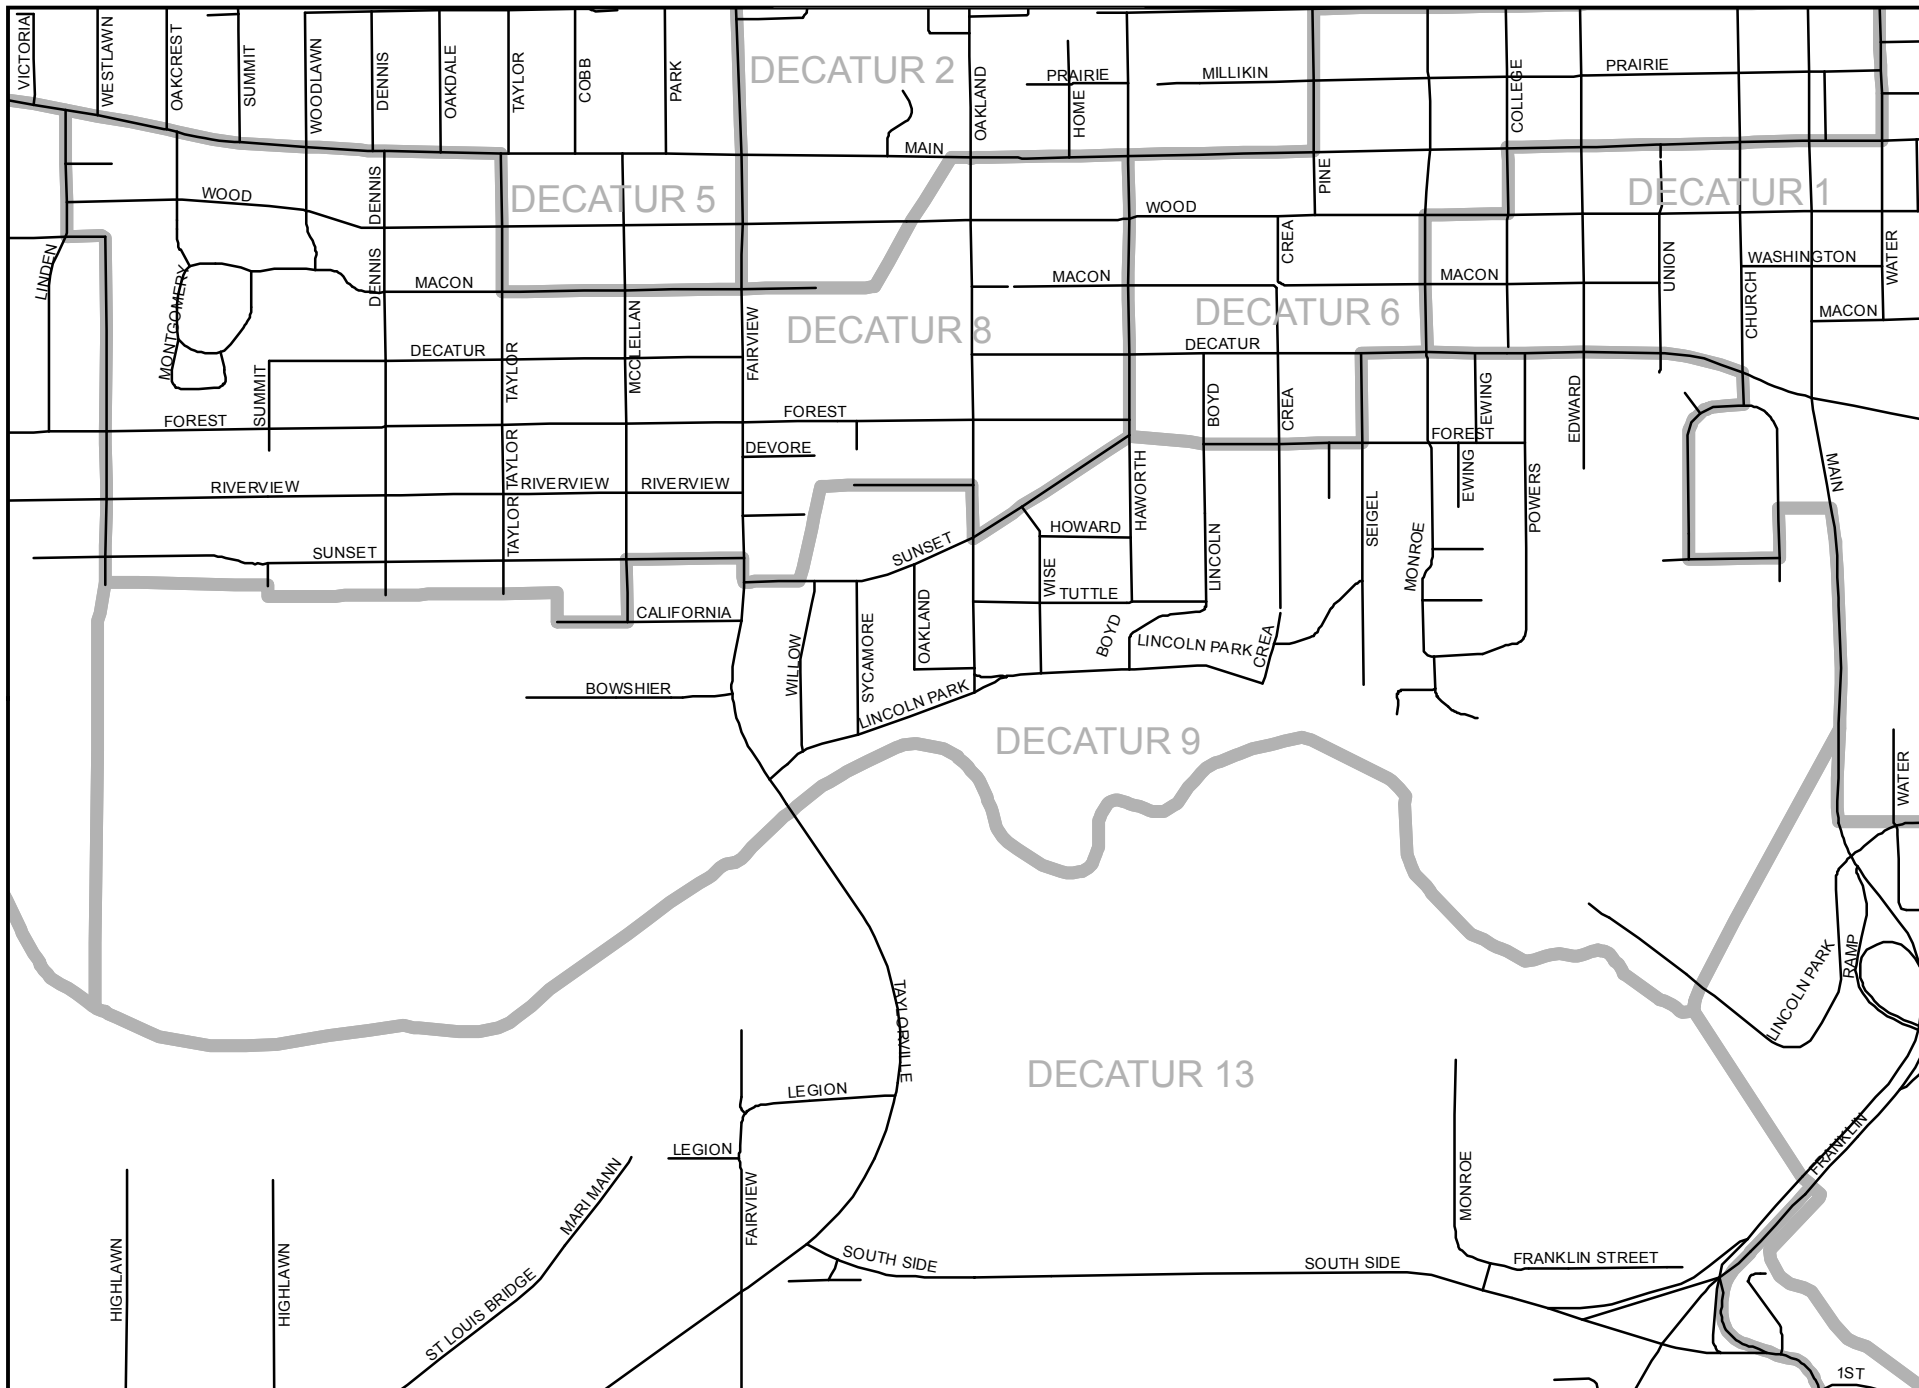 VICTORIA
WESTLAWN
OAKCREST
SUMMIT
WOODLAWN
DENNIS
OAKDALE
TAYLOR
COBB
PARK
DECATUR 2
OAKLAND
PRAIRIE
HOME
MILLIKIN
COLLEGE
PRAIRIE
MAIN
PINE
WOOD
DENNIS
DECATUR 5
WOOD
DECATUR 1
LINDEN
MONTGOMERY
DENNIS
MACON
MACON
CREA
MACON
UNION
WASHINGTON
WATER
CHURCH
MACON
MCCLELLAN
FAIRVIEW
DECATUR 8
DECATUR 6
DECATUR
DECATUR
SUMMIT
TAYLOR
BOYD
CREA
EWING
EDWARD
FOREST
FOREST
FOREST
DEVORE
TAYLOR
RIVERVIEW
RIVERVIEW
RIVERVIEW
HAWORTH
EWING
POWERS
MAIN
SEIGEL
TAYLOR
SUNSET
SUNSET
HOWARD
WISE
TUTTLE
LINCOLN
MONROE
CALIFORNIA
WILLOW
SYCAMORE
OAKLAND
BOYD
LINCOLN PARK
CREA
BOWSHIER
LINCOLN PARK
DECATUR 9
WATER
LINCOLN PARK
RAMP
TAYLORVILLE
DECATUR 13
LEGION
LEGION
FAIRVIEW
MARI MANN
MONROE
FRANKLIN
HIGHLAWN
HIGHLAWN
ST LOUIS BRIDGE
SOUTH SIDE
SOUTH SIDE
FRANKLIN STREET
1ST